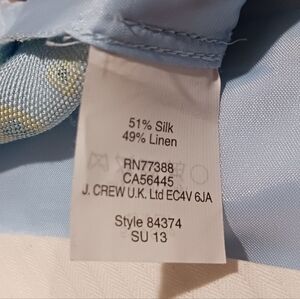 51% Silk
49% Linen
RN77388
CA56445
J. CREW U.K. Ltd EC4V 6JA
Style 84374
SU 13